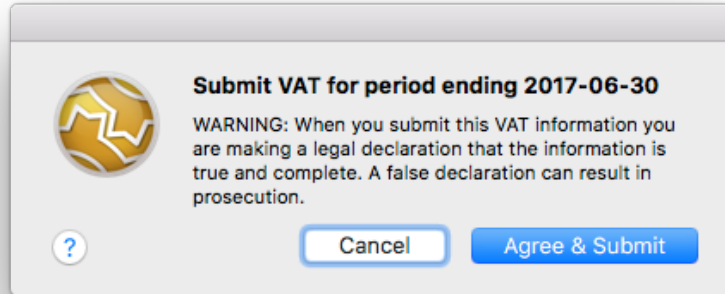 Submit VAT for period ending 2017-06-30
WARNING: When you submit this VAT information you
are making a legal declaration that the information is
true and complete. A false declaration can result in
prosecution.
?
Cancel
Agree & Submit